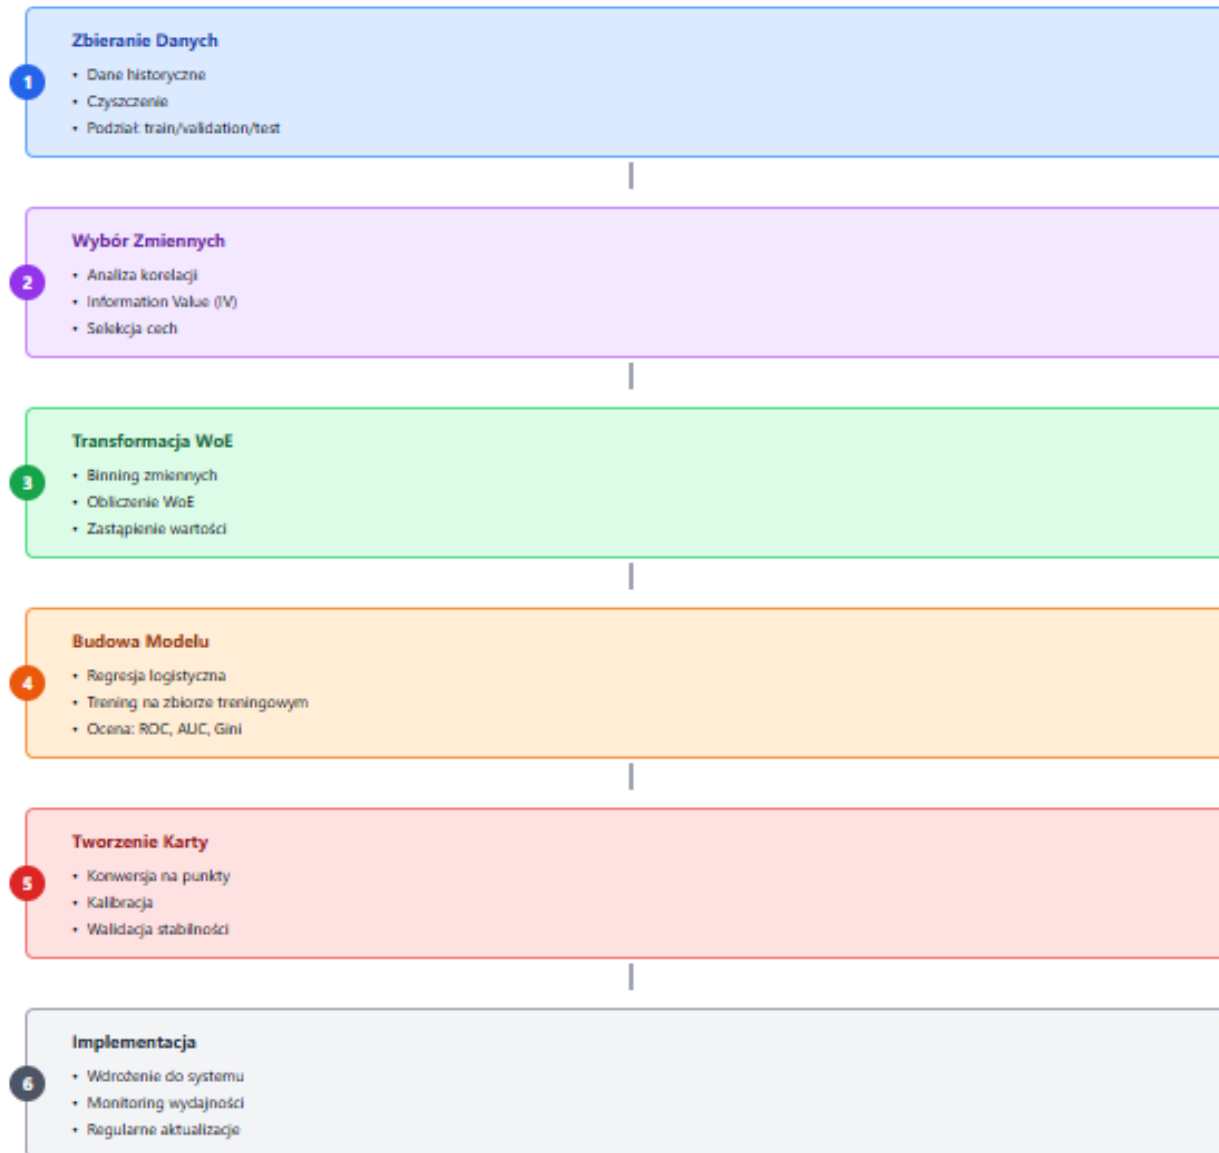 Zbieranie Danych
1
• Dane historyczne
• Czyszczenie
• Podział: train/validation/test
Wybór Zmiennych
2
• Analiza korelacji
• Information Value (IV)
• Selekcja cech
Transformacja WoE
3
• Binning zmiennych
• Obliczenie WoE
• Zastąpienie wartości
Budowa Modelu
4
• Regresja logistyczna
• Trening na zbiorze treningowym
• Ocena: ROC, AUC, Gini
Tworzenie Karty
5
• Konwersja na punkty
• Kalibracja
• Walidacja stabilności
Implementacja
6
• Wdrożenie do systemu
• Monitoring wydajności
• Regularne aktualizacje